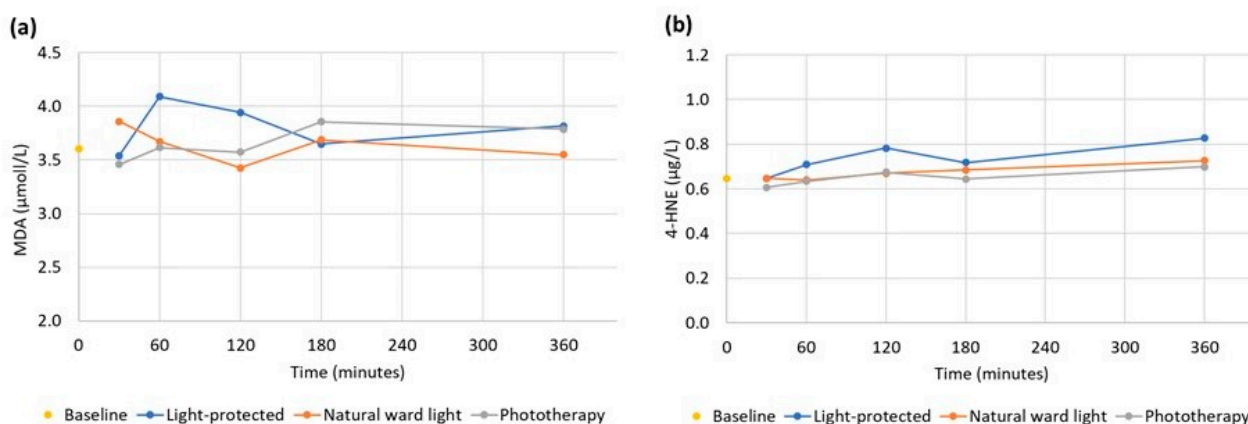 (a)
4.5
4.0
3.5
3.0
2.5
2.0
MDA (µmoll/L)
0 60 120 180 240 300 360
Time (minutes)
Baseline Light-protected Natural ward light Phototherapy
(b)
1.2
1.0
0.8
0.6
0.4
0.2
0.0
4-HNE (µg/L)
0 60 120 180 240 300 360
Time (minutes)
Baseline Light-protected Natural ward light Phototherapy